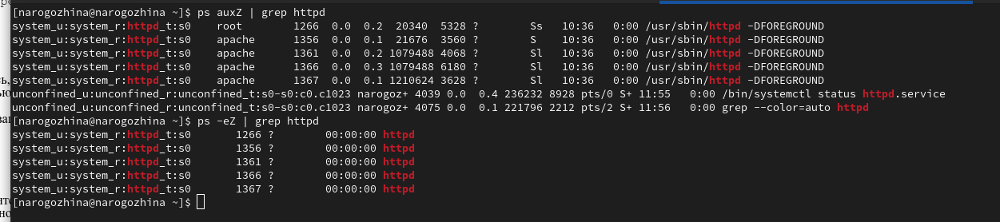 [narogozhina@narogozhina ~]$ ps auxZ | grep httpd
system_u:system_r:httpd_t:s0    root        1266  0.0  0.2  20340  5328 ?        Ss   10:36   0:00 /usr/sbin/httpd -DFOREGROUND
system_u:system_r:httpd_t:s0    apache      1356  0.0  0.1  21676  3560 ?        S    10:36   0:00 /usr/sbin/httpd -DFOREGROUND
system_u:system_r:httpd_t:s0    apache      1361  0.0  0.2 1079488 4068 ?        Sl   10:36   0:00 /usr/sbin/httpd -DFOREGROUND
system_u:system_r:httpd_t:s0    apache      1366  0.0  0.3 1079488 6180 ?        Sl   10:36   0:00 /usr/sbin/httpd -DFOREGROUND
system_u:system_r:httpd_t:s0    apache      1367  0.0  0.1 1210624 3628 ?        Sl   10:36   0:00 /usr/sbin/httpd -DFOREGROUND
unconfined_u:unconfined_r:unconfined_t:s0-s0:c0.c1023 narogoz+ 4039 0.0  0.4 236232 8928 pts/0 S+ 11:55   0:00 /bin/systemctl status httpd.service
unconfined_u:unconfined_r:unconfined_t:s0-s0:c0.c1023 narogoz+ 4075 0.0  0.1 221796 2212 pts/2 S+ 11:56   0:00 grep --color=auto httpd
[narogozhina@narogozhina ~]$ ps -eZ | grep httpd
system_u:system_r:httpd_t:s0       1266 ?        00:00:00 httpd
system_u:system_r:httpd_t:s0       1356 ?        00:00:00 httpd
system_u:system_r:httpd_t:s0       1361 ?        00:00:00 httpd
system_u:system_r:httpd_t:s0       1366 ?        00:00:00 httpd
system_u:system_r:httpd_t:s0       1367 ?        00:00:00 httpd
[narogozhina@narogozhina ~]$